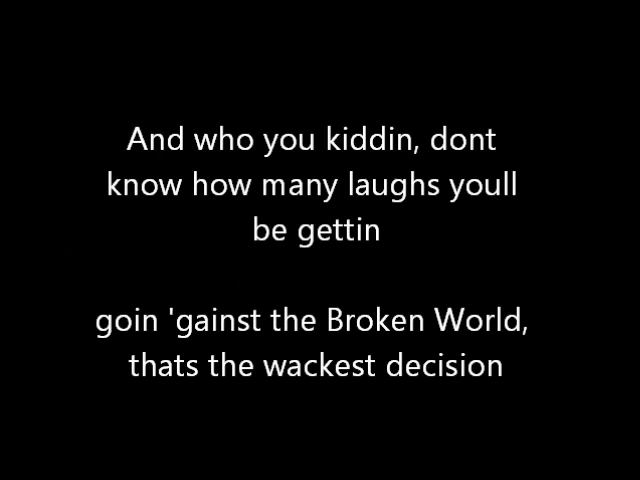 And who you kiddin, dont
know how many laughs youll
be gettin
goin 'gainst the Broken World,
thats the wackest decision